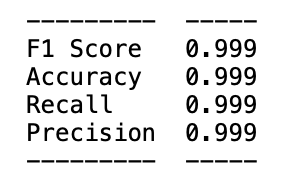 ---------  -----
F1 Score   0.999
Accuracy   0.999
Recall     0.999
Precision  0.999
---------  -----